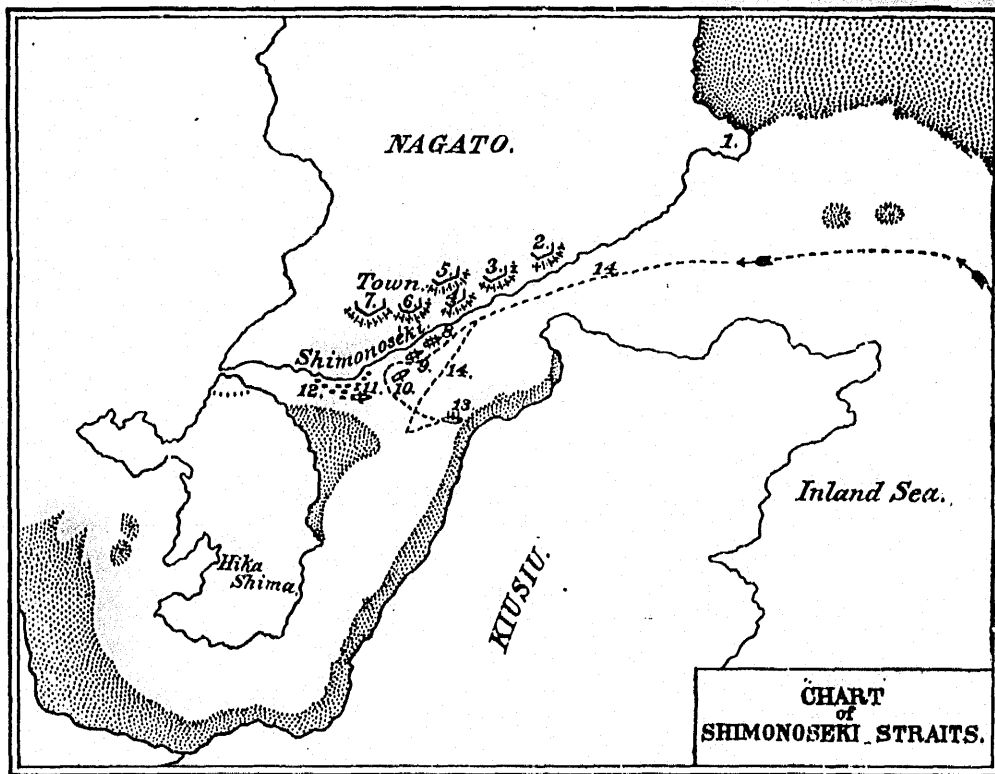 NAGATO.
1.
2.
14.
3.
5.
Town.
4.
7.
6.
Shimonoseki.
8.
9.
14.
10.
12.
11.
13
Inland Sea.
Hika
Shima
KIUSIU.
CHART
of
SHIMONOSEKI STRAITS.